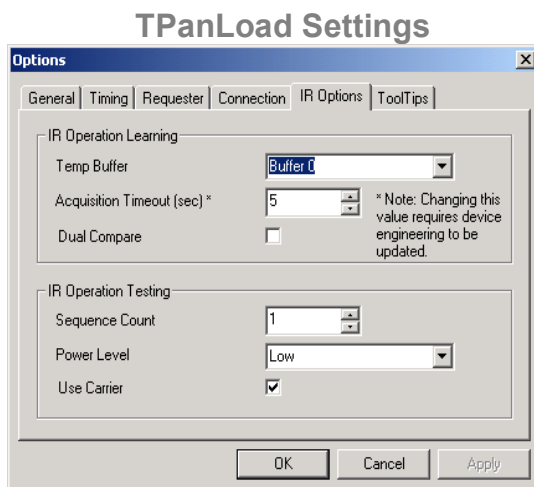 TPanLoad Settings
Options
General Timing Requester Connection IR Options ToolTips
IR Operation Learning
Temp Buffer Buffer 0
Acquisition Timeout (sec) * 5
* Note: Changing this
value requires device
engineering to be
updated.
Dual Compare
IR Operation Testing
Sequence Count 1
Power Level Low
Use Carrier
OK Cancel Apply